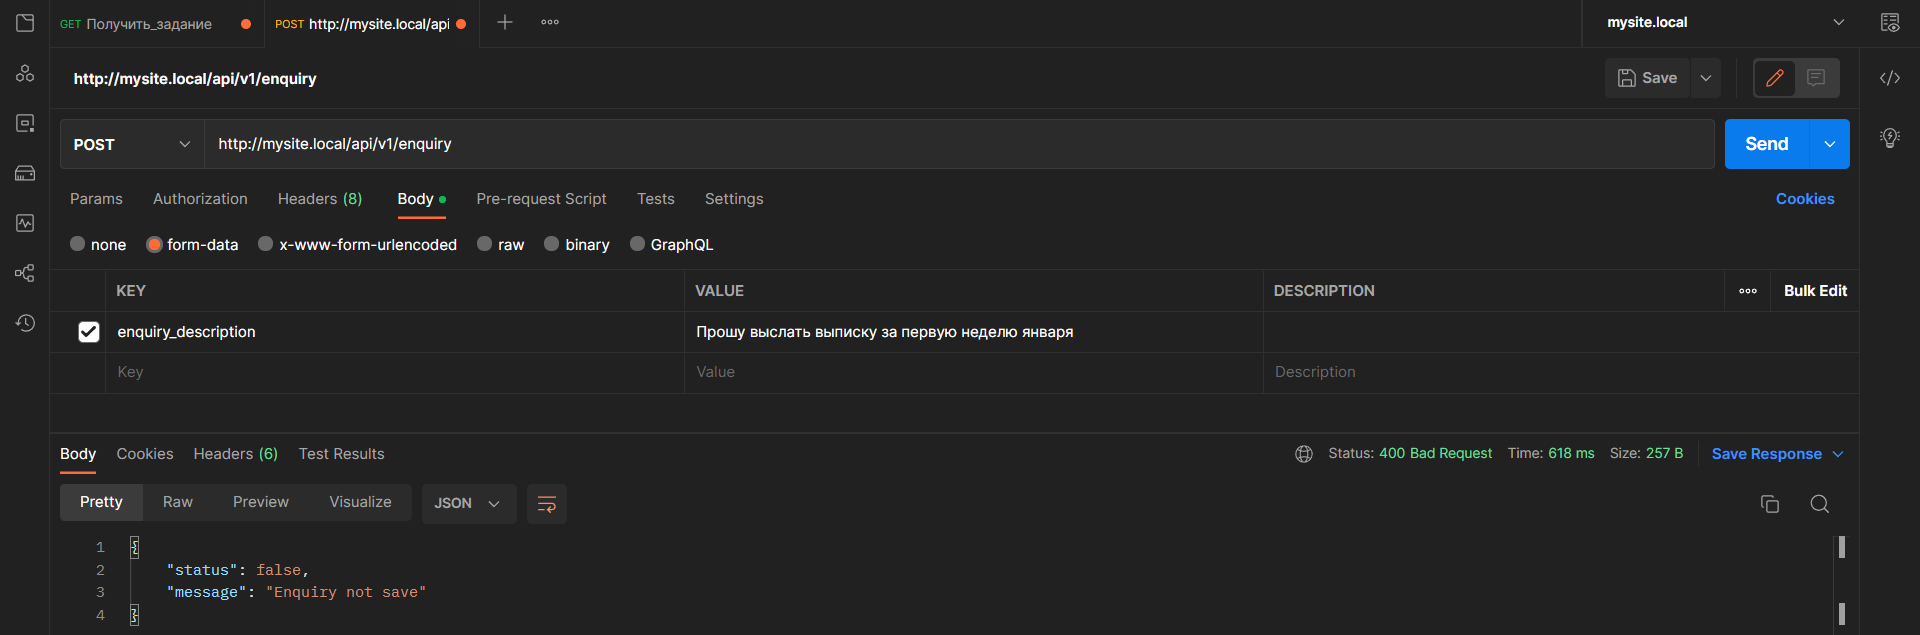 GET Получить_задание
POST http://mysite.local/api
mysite.local
http://mysite.local/api/v1/enquiry
Save
POST http://mysite.local/api/v1/enquiry Send
Params Authorization Headers (8) Body Pre-request Script Tests Settings Cookies
none form-data x-www-form-urlencoded raw binary GraphQL
KEY VALUE DESCRIPTION Bulk Edit
enquiry_description Прошу выслать выписку за первую неделю января
Key Value Description
Body Cookies Headers (6) Test Results Status: 400 Bad Request Time: 618 ms Size: 257 B Save Response
Pretty Raw Preview Visualize JSON
1 {
2 "status": false,
3 "message": "Enquiry not save"
4 }